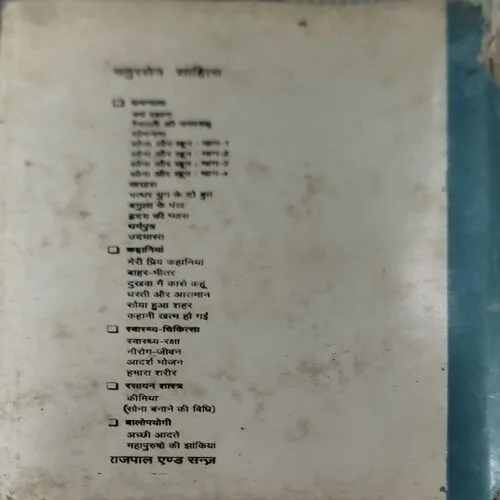 चतुरसेन साहित्य
उपन्यास
वयं रक्षामः
वैशाली की नगरवधू
सोमनाथ
सोना और खून : भाग-1
सोना और खून : भाग-2
सोना और खून : भाग-3
सोना और खून : भाग-4
पत्थर युग के दो बुत
बगुला के पंख
हृदय की प्यास
धर्मपुत्र
उदयास्त
कहानियां
मेरी प्रिय कहानियां
बाहर-भीतर
दुखवा मैं कासे कहू
धरती और आसमान
सोया हुआ शहर
कहानी खत्म हो गई
स्वास्थ्य-चिकित्सा
स्वास्थ्य-रक्षा
नीरोग-जीवन
आदर्श भोजन
हमारा शरीर
रसायन शास्त्र
कीमिया
(सोना बनाने की विधि)
बालोपयोगी
अच्छी आदतें
महापुरुषों की झांकियां
राजपाल एण्ड सन्ज़